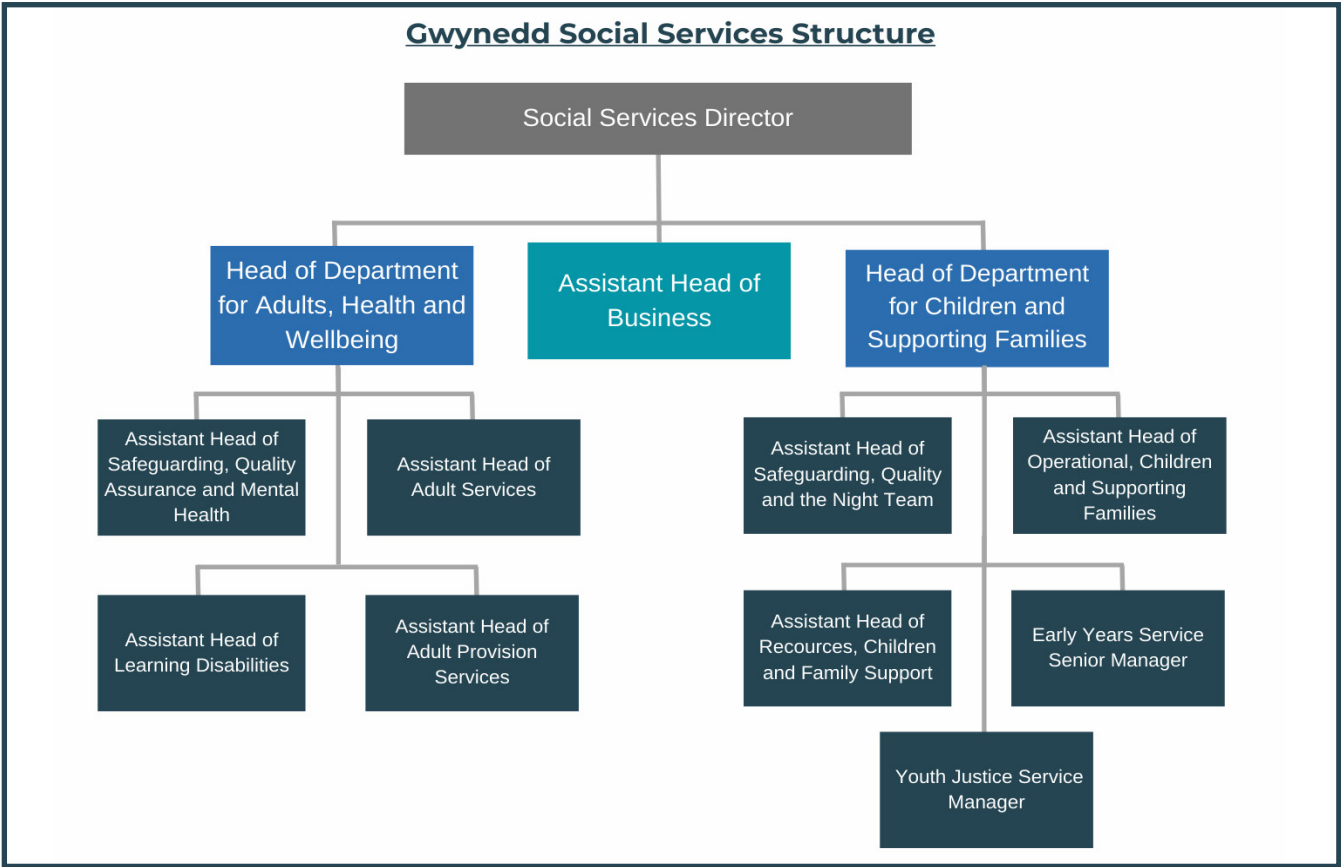 Gwynedd Social Services Structure
Social Services Director
Head of Department
for Adults, Health and
Wellbeing
Assistant Head of
Business
Head of Department
for Children and
Supporting Families
Assistant Head of
Safeguarding, Quality
Assurance and Mental
Health
Assistant Head of
Adult Services
Assistant Head of
Safeguarding, Quality
and the Night Team
Assistant Head of
Operational, Children
and Supporting
Families
Assistant Head of
Learning Disabilities
Assistant Head of
Adult Provision
Services
Assistant Head of
Recources, Children
and Family Support
Early Years Service
Senior Manager
Youth Justice Service
Manager